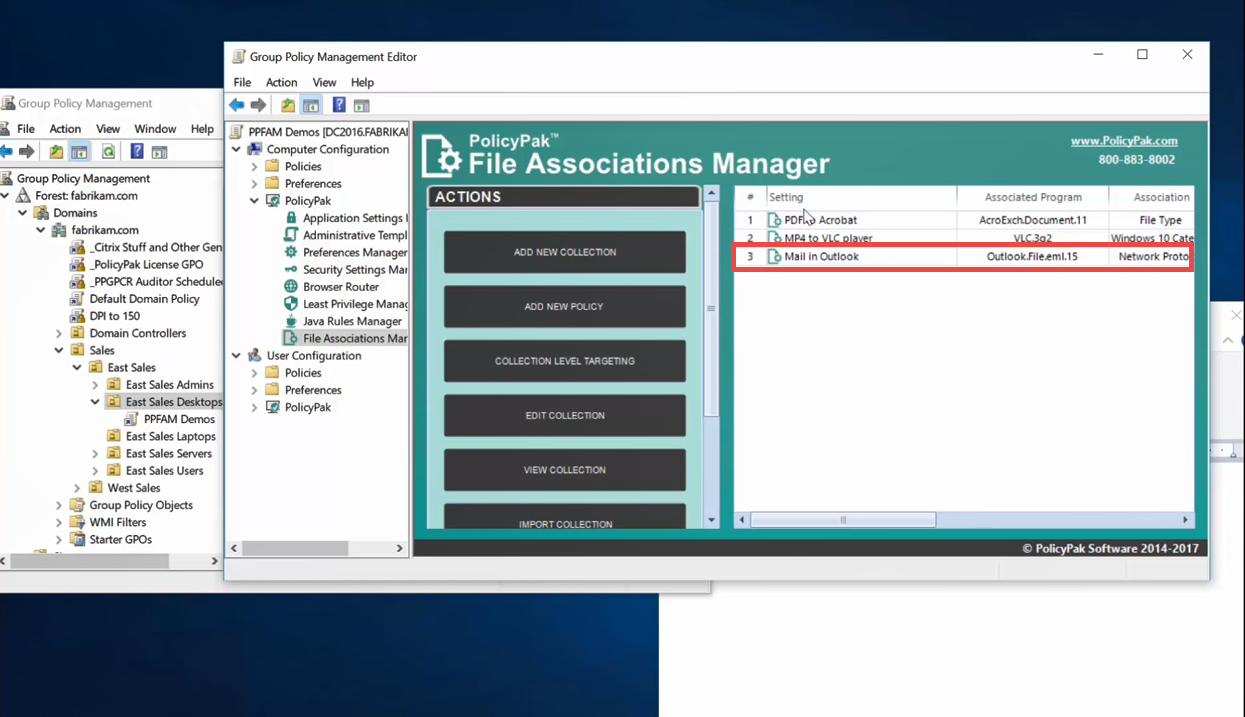 Group Policy Management
File Action View Window Help
Group Policy Management
Forest: fabrikam.com
Domains
fabrikam.com
_Citrix Stuff and Other Gen
_PolicyPak License GPO
_PPGPCR Auditor Schedule
Default Domain Policy
DPI to 150
Domain Controllers
Sales
East Sales
East Sales Admins
East Sales Desktops
PPFAM Demos
East Sales Laptops
East Sales Servers
East Sales Users
West Sales
Group Policy Objects
WMI Filters
Starter GPOs
Group Policy Management Editor
File Action View Help
PPFAM Demos [DC2016.FABRIKA
Computer Configuration
Policies
Preferences
PolicyPak
Application Settings
Administrative Templ
Preferences Manager
Security Settings Mar
Browser Router
Least Privilege Manag
Java Rules Manager
File Associations Mar
User Configuration
Policies
Preferences
PolicyPak
PolicyPak™
File Associations Manager
www.PolicyPak.com
800-883-8002
ACTIONS
ADD NEW COLLECTION
ADD NEW POLICY
COLLECTION LEVEL TARGETING
EDIT COLLECTION
VIEW COLLECTION
IMPORT COLLECTION
# Setting Associated Program Association
1 PDF Acrobat AcroExch.Document.11 File Type
2 MP4 to VLC player VLC.3g2 Windows 10 Cate
3 Mail in Outlook Outlook.File.eml.15 Network Proto
© PolicyPak Software 2014-2017